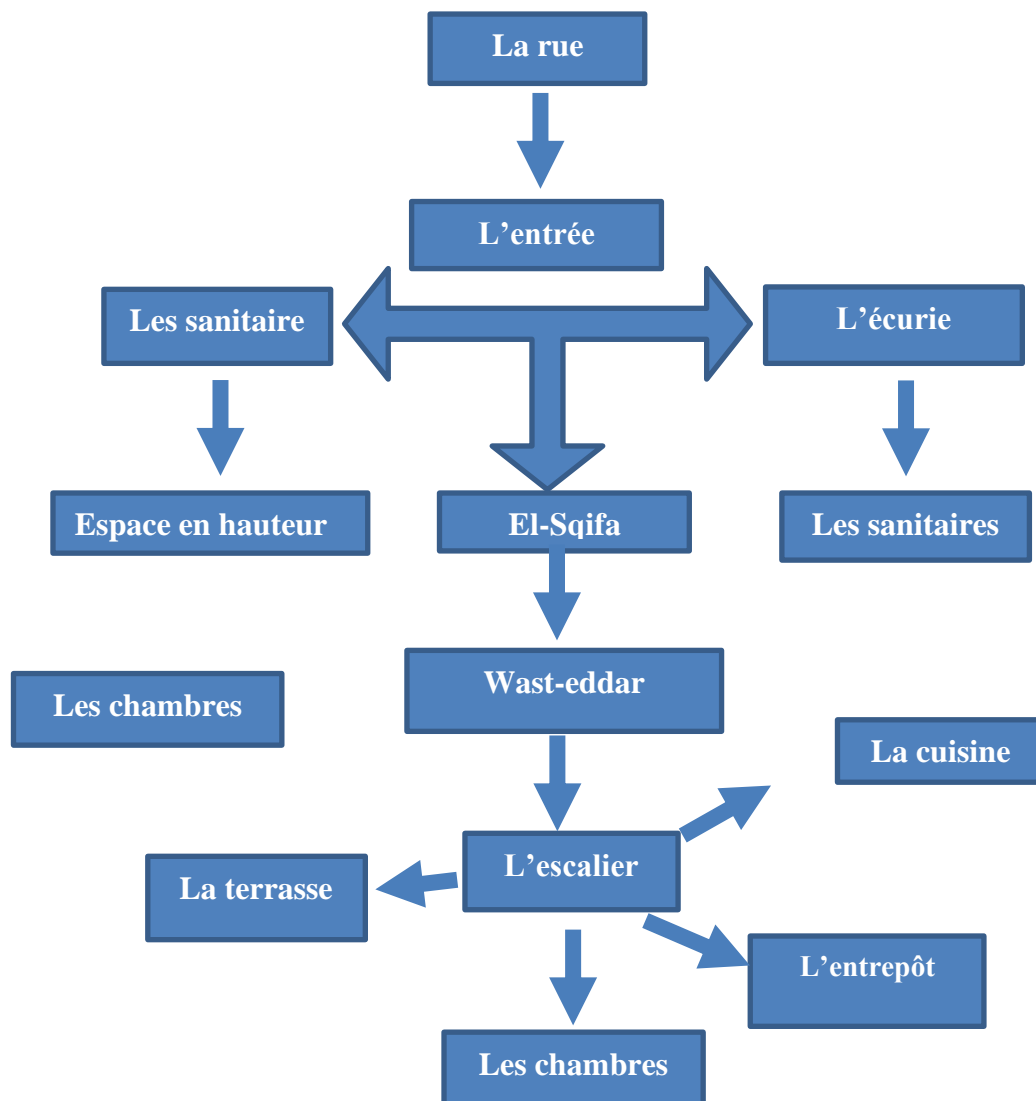 La rue
L’entrée
Les sanitaire
L’écurie
Espace en hauteur
El-Sqifa
Les sanitaires
Wast-eddar
Les chambres
La cuisine
L’escalier
La terrasse
L’entrepôt
Les chambres